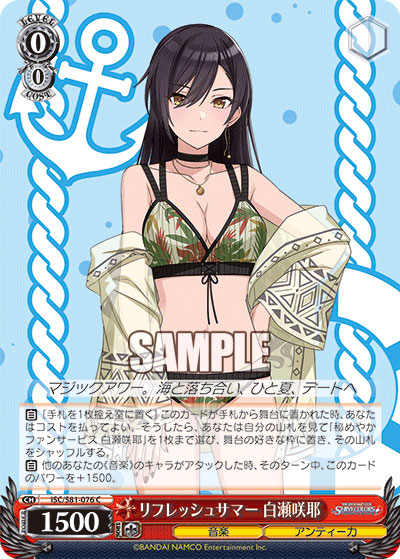 LEVEL
0
0
COST
SAMPLE
マジックアワー。海と落ち合い、ひと夏、デートへ
自 [手札を1枚控え室に置く] このカードが手札から舞台に置かれた時、あなた
はコストを払ってよい。そうしたら、あなたは自分の山札を見て「秘めやか
ファンサービス 白瀬咲耶」を1枚まで選び、舞台の好きな枠に置き、その山札
をシャッフルする。
自 他のあなたの《音楽》のキャラがアタックした時、そのターン中、このカード
のパワーを+1500。
CH ISC/S81-076 C
POWER
1500
リフレッシュサマー 白瀬咲耶
音楽
アンティーカ
SHINY COLORS
©BANDAI NAMCO Entertainment Inc.